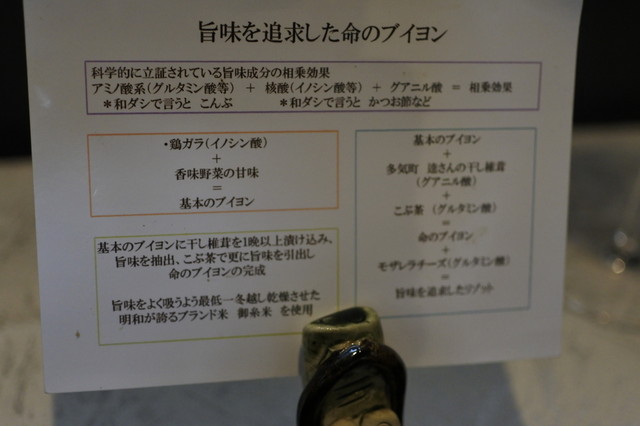 旨味を追求した命のブイヨン
科学的に立証されている旨味成分の相乗効果
アミノ酸系(グルタミン酸等) + 核酸(イノシン酸等) + グアニル酸 = 相乗効果
*和ダシで言うと こんぶ *和ダシで言うと かつお節など
・鶏ガラ(イノシン酸)
+
香味野菜の甘味
=
基本のブイヨン
基本のブイヨンに干し椎茸を1晩以上漬け込み、
旨味を抽出、こぶ茶で更に旨味を引出し
命のブイヨンの完成
旨味をよく吸うよう最低一冬越し乾燥させた
明和が誇るブランド米 御糸米 を使用
基本のブイヨン
+
多気町 逵さんの干し椎茸
(グアニル酸)
+
こぶ茶 (グルタミン酸)
=
命のブイヨン
+
モザレラチーズ(グルタミン酸)
=
旨味を追求したリゾット